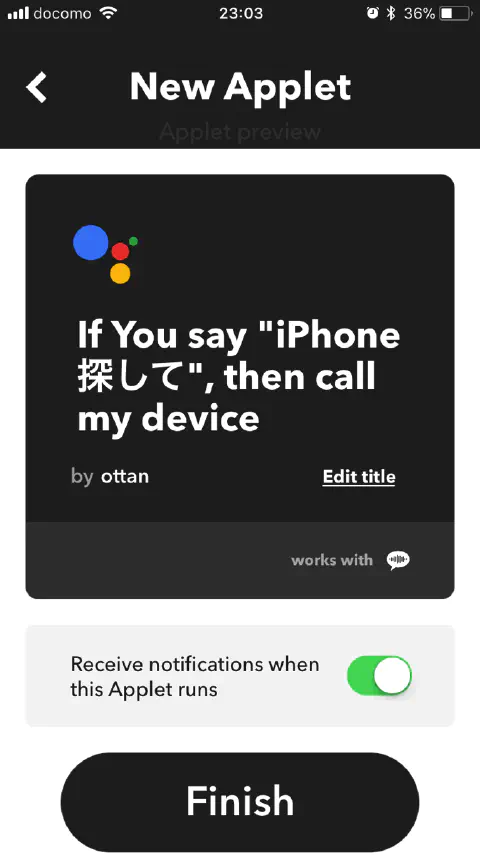 docomo 23:03 36%
New Applet
Applet preview
If You say "iPhone
探して", then call
my device
by ottan Edit title
works with
Receive notifications when
this Applet runs
Finish